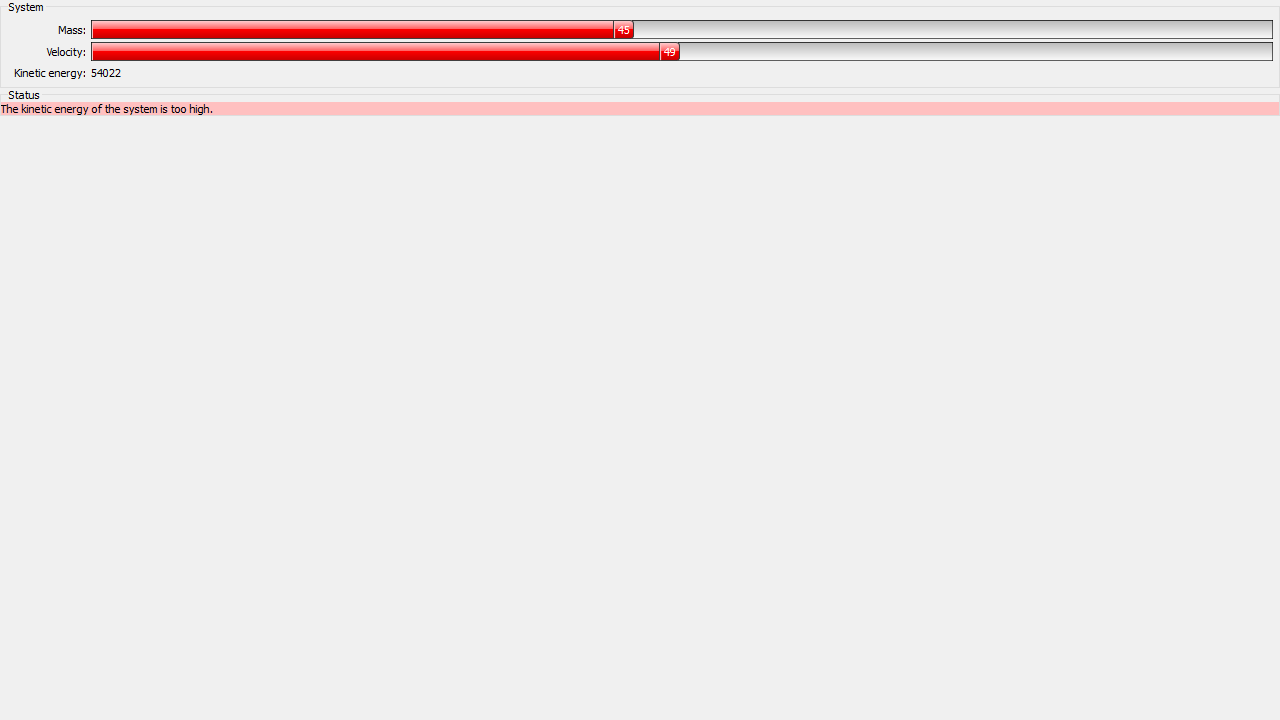 System
Mass: 45
Velocity: 49
Kinetic energy: 54022
Status
The kinetic energy of the system is too high.